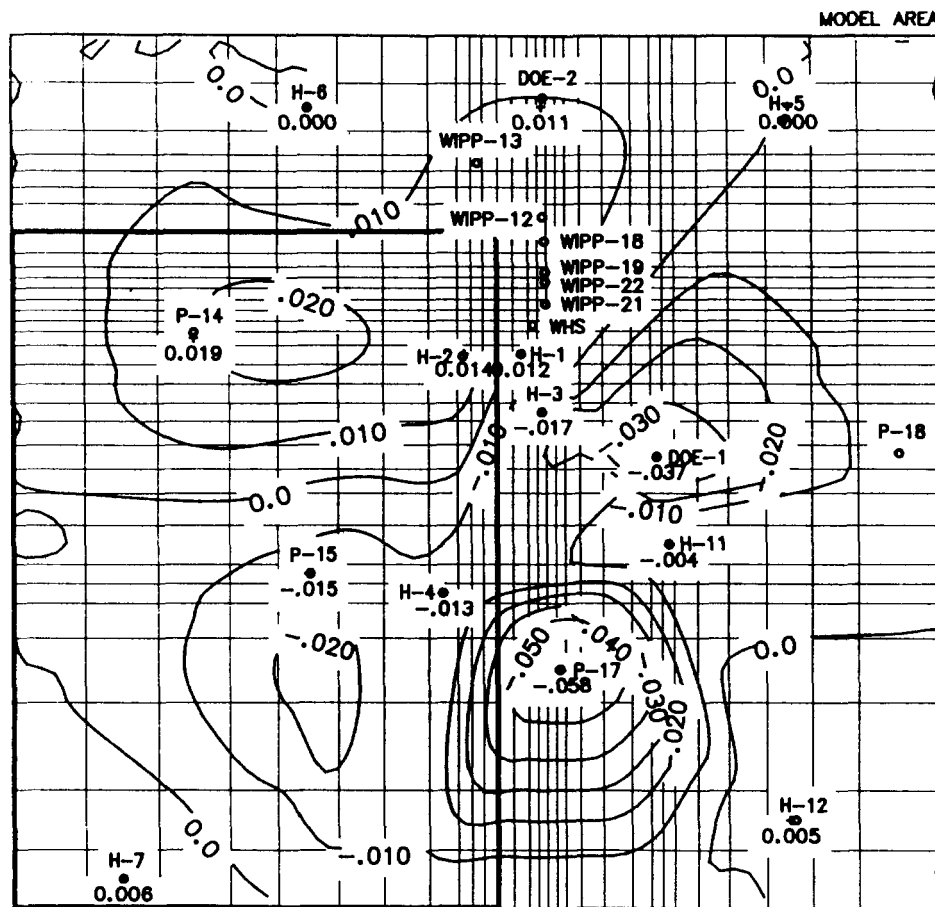 MODEL AREA
0.0
H-6
0.000
DOE-2
0.011
0.0
H-5
0.000
WIPP-13
.010
.010
WIPP-12
WIPP-18
WIPP-19
WIPP-22
WIPP-21
WHS
.020
P-14
0.019
H-2
0.014
H-1
0.012
H-3
-.017
-.030
.020
P-18
DOE-1
-.037
.010
-.010
-.010
0.0
H-11
-.004
P-15
-.015
H-4
-.013
-.020
-.050
-.040
P-17
-.058
-.030
.020
0.0
H-12
0.005
0.0
-.010
H-7
0.006